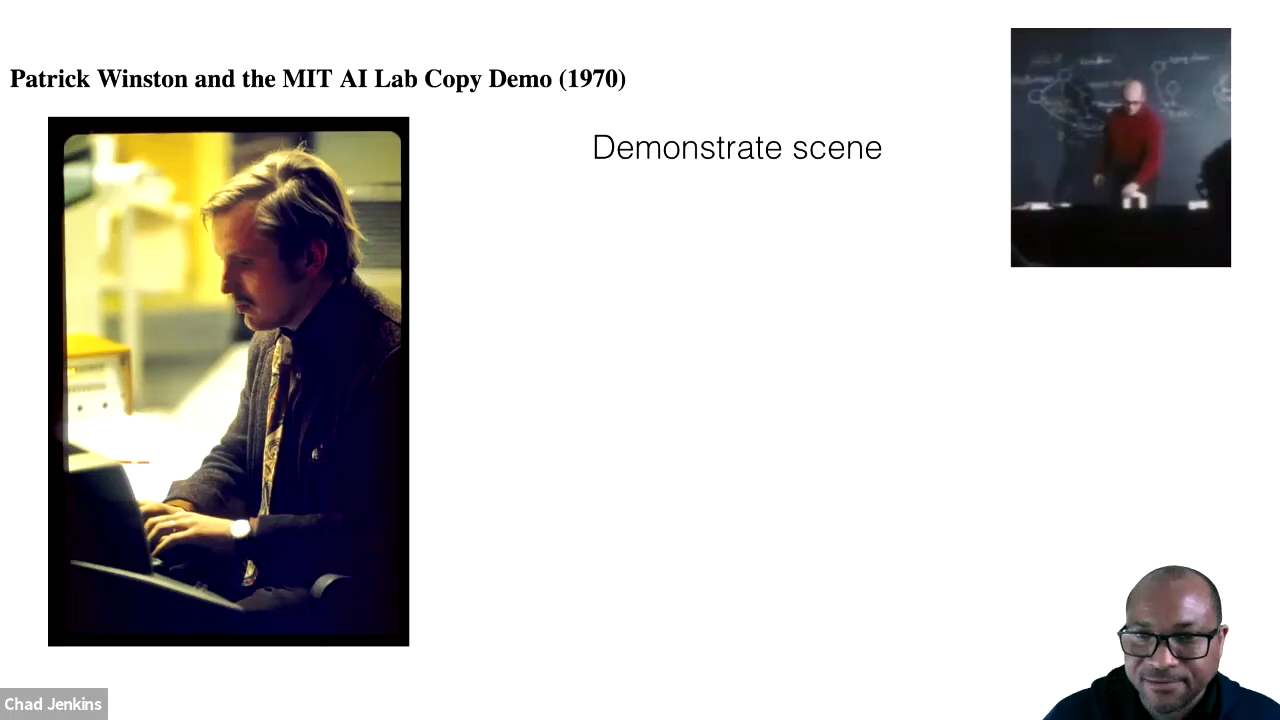 Patrick Winston and the MIT AI Lab Copy Demo (1970)
Demonstrate scene
Chad Jenkins